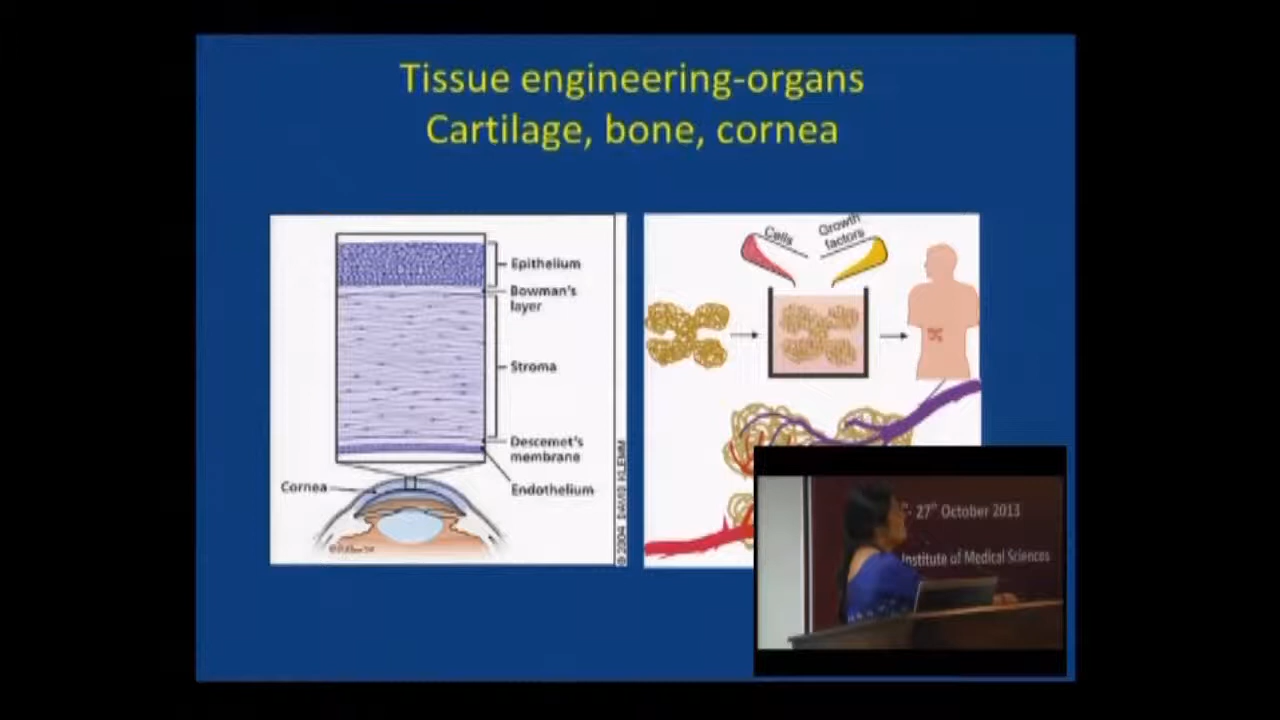 Tissue engineering-organs
Cartilage, bone, cornea
Epithelium
Bowman's
layer
Stroma
Descemet's
membrane
Endothelium
Cornea
© 2004 DAVID KLEMM
Cells
Growth
factors
27th October 2013
Institute of Medical Sciences